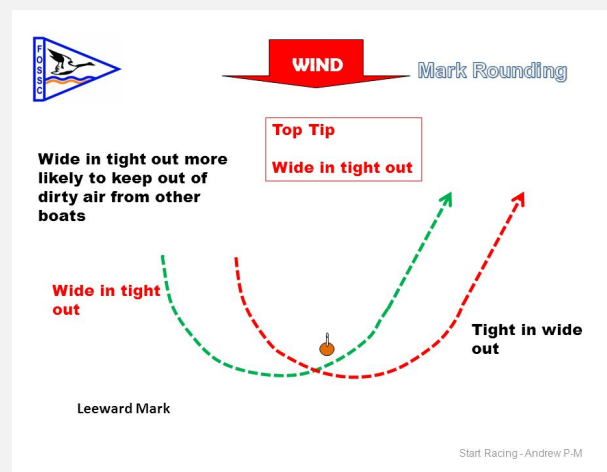 FOSSC
WIND
Mark Rounding
Top Tip
Wide in tight out
Wide in tight out more
likely to keep out of
dirty air from other
boats
Wide in tight
out
Tight in wide
out
Leeward Mark
Start Racing - Andrew P-M